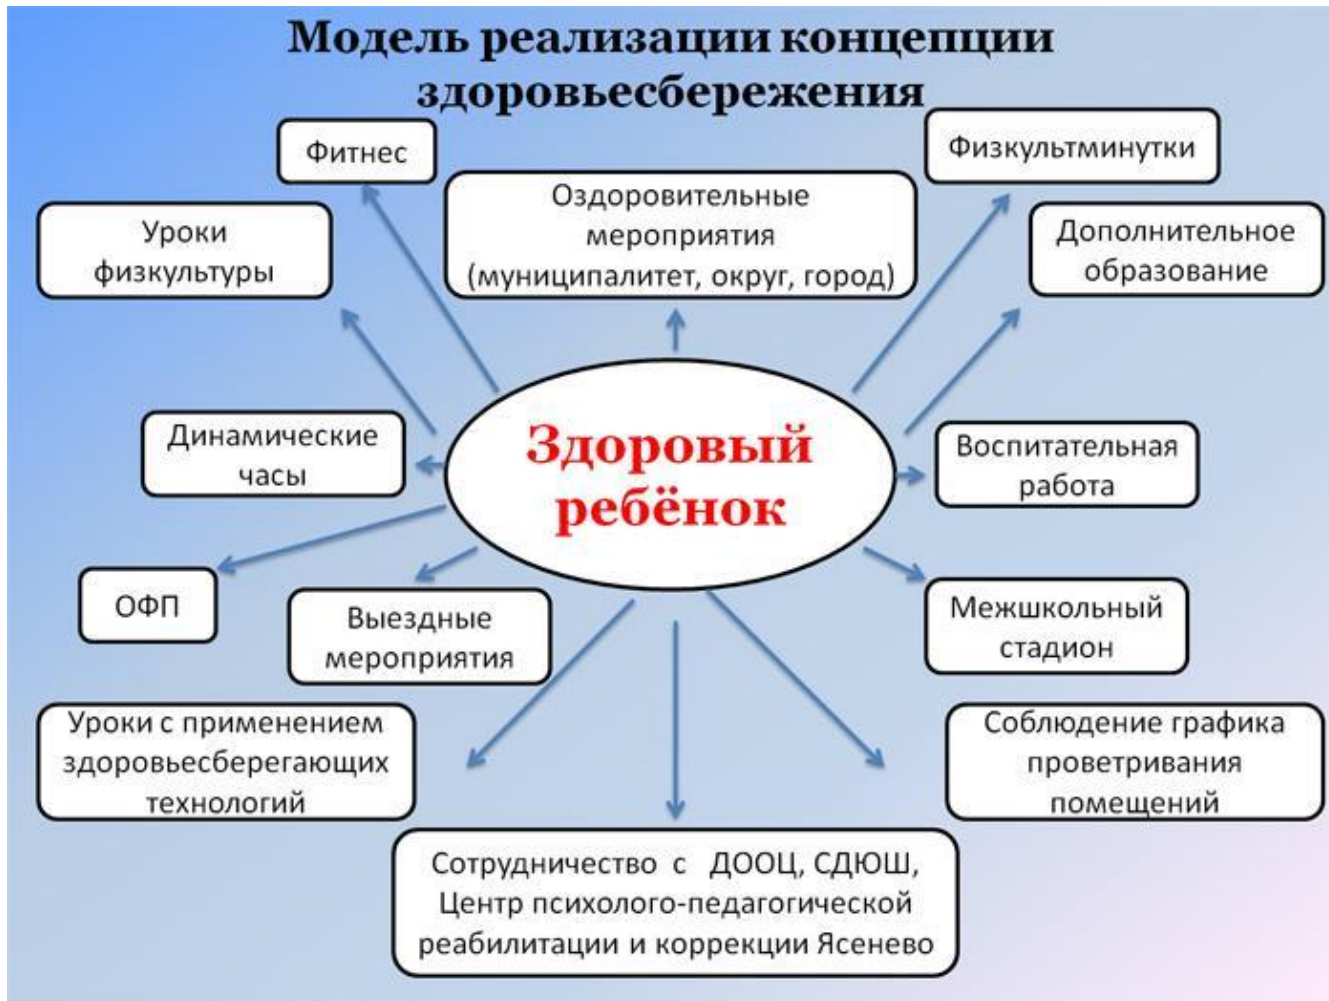 Модель реализации концепции
здоровьесбережения
Фитнес
Физкультминутки
Оздоровительные
мероприятия
(муниципалитет, округ, город)
Уроки
физкультуры
Дополнительное
образование
Здоровый
ребёнок
Динамические
часы
Воспитательная
работа
ОФП
Выездные
мероприятия
Межшкольный
стадион
Уроки с применением
здоровьесберегающих
технологий
Соблюдение графика
проветривания
помещений
Сотрудничество с ДООЦ, СДЮШ,
Центр психолого-педагогической
реабилитации и коррекции Ясенево